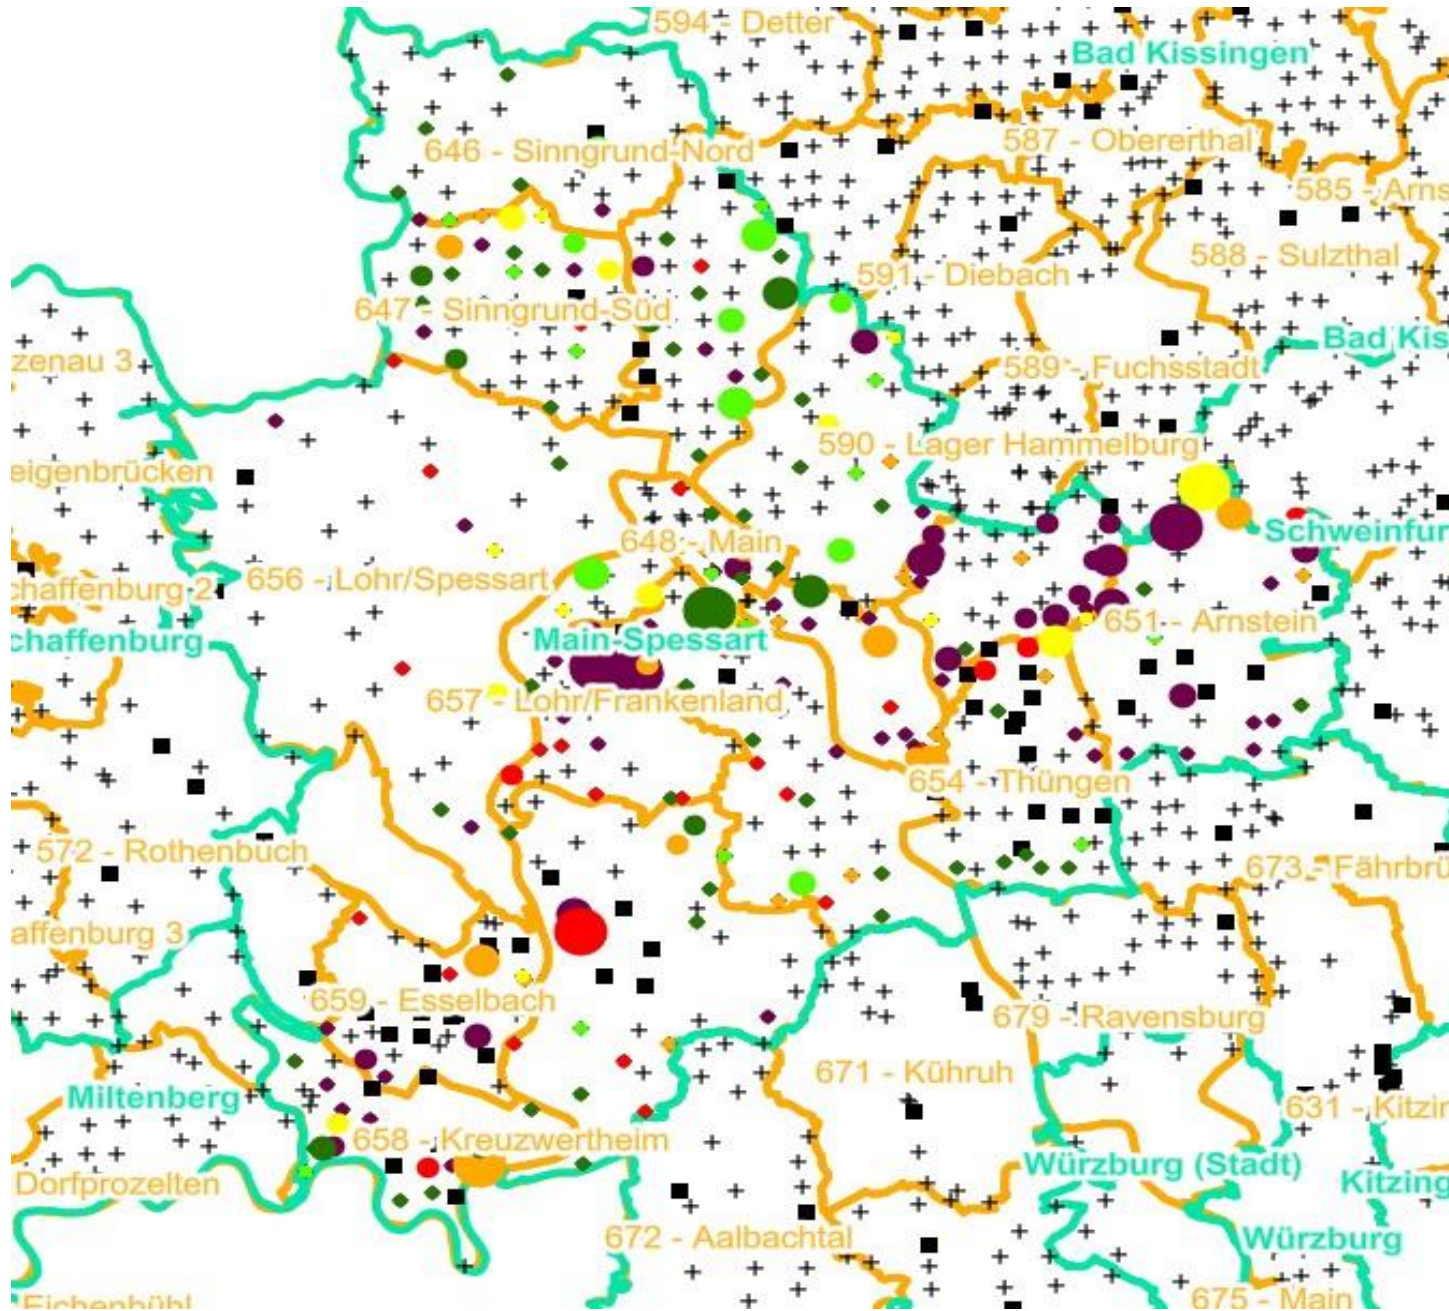 594 - Detter
Bad Kissingen
587 - Obererthal
646 - Sinngrund-Nord
585 - Arns
588 - Sulzthal
591 - Diebach
647 - Sinngrund-Süd
Bad Kis
zenau 3
589 - Fuchsstadt
590 - Lager Hammelburg
eigenbrücken
Schweinfur
648 - Main
656 - Lohr/Spessart
chaffenburg 2
651 - Arnstein
Main-Spessart
chaffenburg
657 - Lohr/Frankenland
654 - Thüngen
572 - Rothenbuch
673 - Fährbrü
affenburg 3
659 - Esselbach
679 - Ravensburg
671 - Kühruh
Miltenberg
631 - Kitzin
658 - Kreuzwertheim
Würzburg (Stadt)
Dorfprozelten
Kitzing
672 - Aalbachtal
Würzburg
675 - Main
Eichenbühl